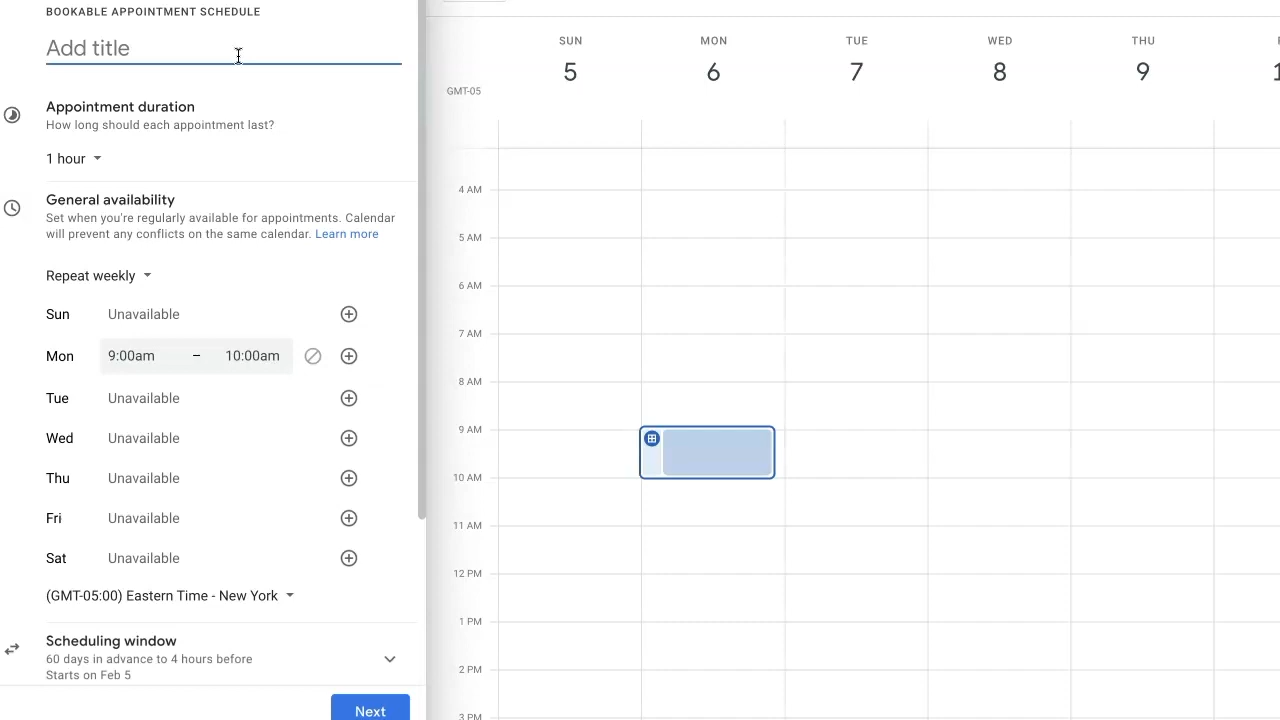 BOOKABLE APPOINTMENT SCHEDULE
Add title
Appointment duration
How long should each appointment last?
1 hour
General availability
Set when you're regularly available for appointments. Calendar
will prevent any conflicts on the same calendar. Learn more
Repeat weekly
Sun Unavailable
Mon 9:00am – 10:00am
Tue Unavailable
Wed Unavailable
Thu Unavailable
Fri Unavailable
Sat Unavailable
(GMT-05:00) Eastern Time - New York
Scheduling window
60 days in advance to 4 hours before
Starts on Feb 5
Next
SUN MON TUE WED THU
5 6 7 8 9
GMT-05
4 AM
5 AM
6 AM
7 AM
8 AM
9 AM
10 AM
11 AM
12 PM
1 PM
2 PM
3 PM